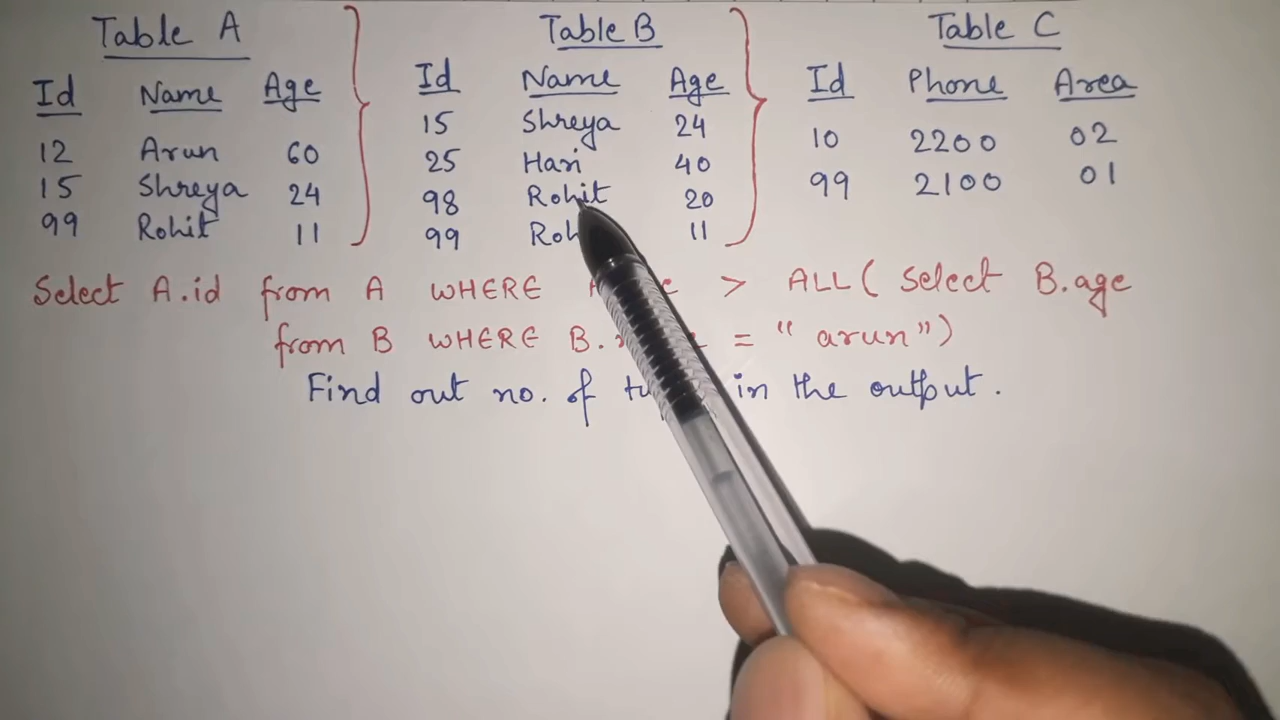 Table A Table B Table C
Id Name Age Id Name Age Id Phone Area
12 Arun 60 15 Shreya 24 10 2200 02
15 Shreya 24 25 Hari 40 99 2100 01
99 Rohit 11 98 Rohit 20
99 11
Select A.id from A WHERE > ALL( Select B.age
from B WHERE = "arun")
Find out no. of in the output.